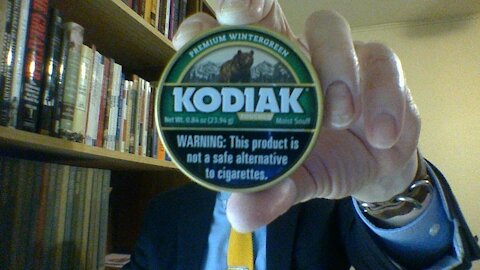 PREMIUM WINTERGREEN
KODIAK
Net Wt. 0.84 oz (23.94 g) Moist Snuff
WARNING: This product is
not a safe alternative
to cigarettes.